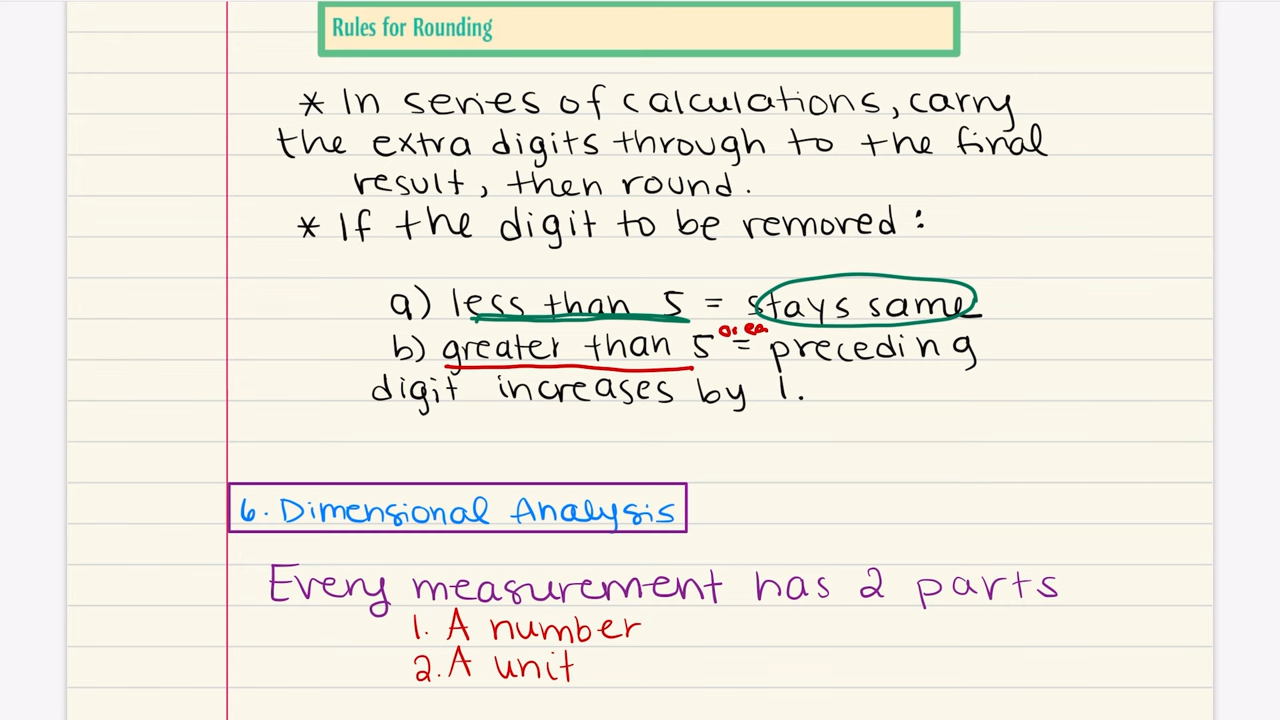 Rules for Rounding
* In series of calculations, carry
the extra digits through to the final
result, then round.
* If the digit to be removed:
a) less than 5 = stays same
or
b) greater than 5 = preceding
digit increases by 1.
6. Dimensional Analysis
Every measurement has 2 parts
1. A number
2. A unit